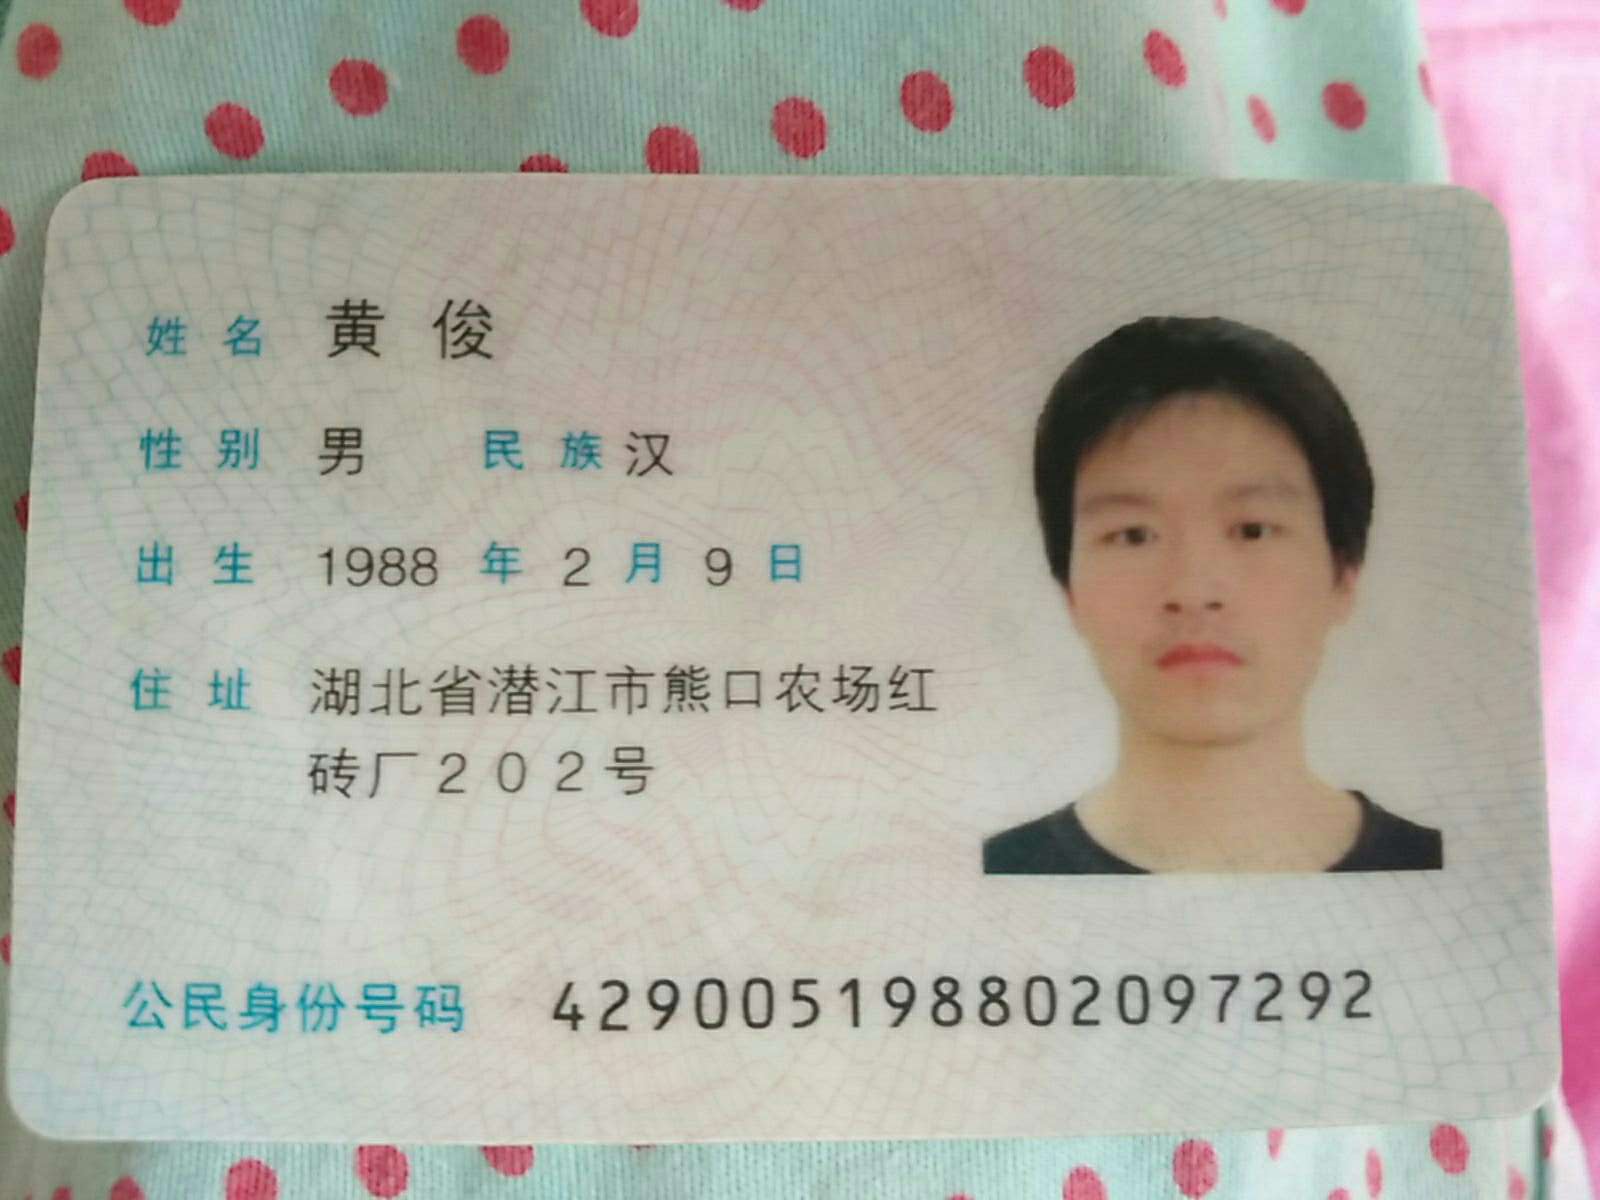 姓名 黄俊
性别 男 民族 汉
出生 1988 年 2 月 9 日
住址 湖北省潜江市熊口农场红
砖厂202号
公民身份号码 429005198802097292